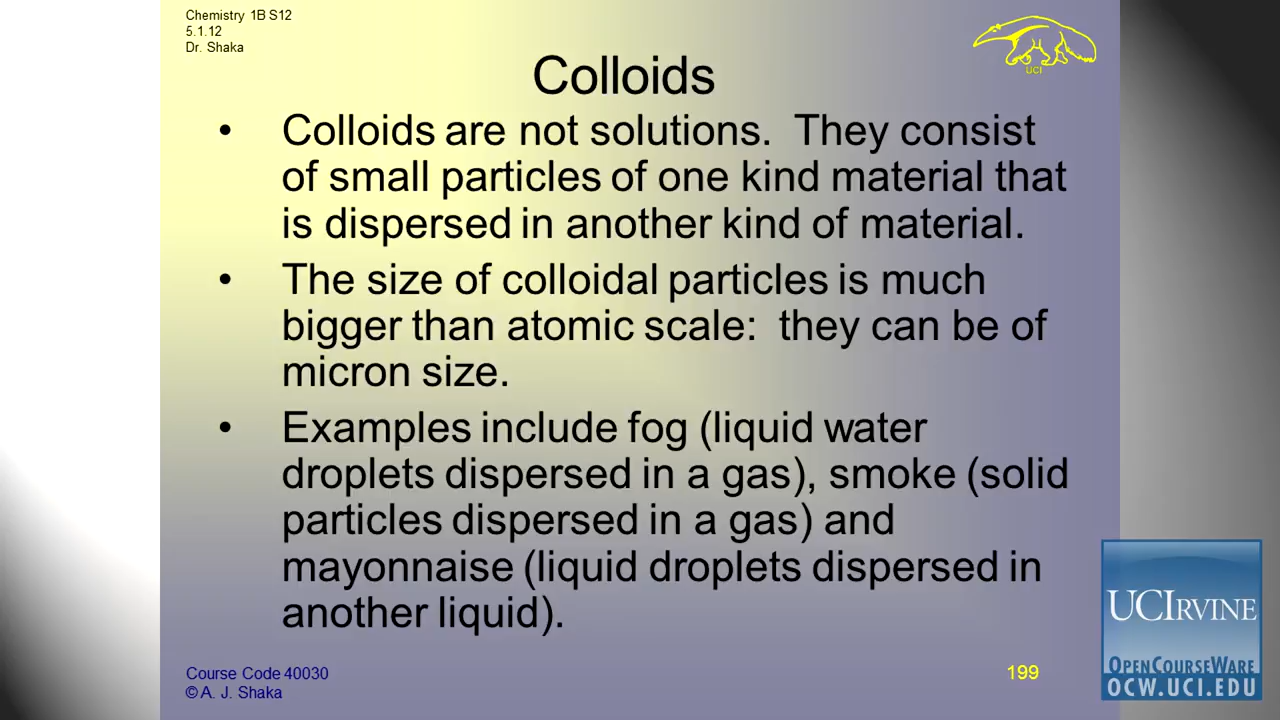 Chemistry 1B S12
5.1.12
Dr. Shaka
UCI
Colloids
• Colloids are not solutions.  They consist
of small particles of one kind material that
is dispersed in another kind of material.
• The size of colloidal particles is much
bigger than atomic scale:  they can be of
micron size.
• Examples include fog (liquid water
droplets dispersed in a gas), smoke (solid
particles dispersed in a gas) and
mayonnaise (liquid droplets dispersed in
another liquid).
Course Code 40030
© A. J. Shaka
199
UCIRVINE
OPENCOURSEWARE
OCW.UCI.EDU